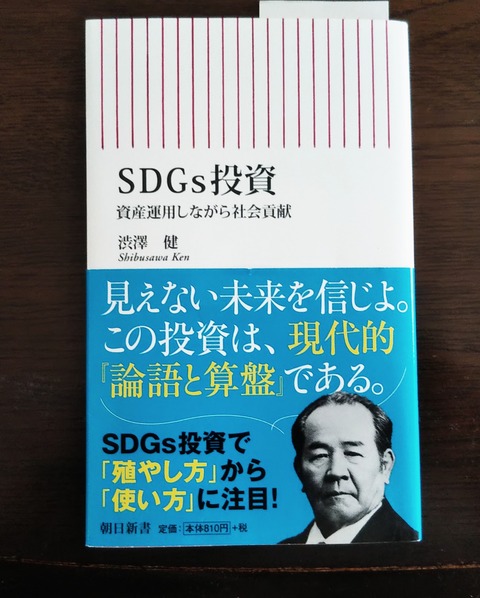 SDGs投資
資産運用しながら社会貢献
渋澤 健
Shibusawa Ken
見えない未来を信じよ。
この投資は、現代的
『論語と算盤』である。
SDGs投資で
「殖やし方」から
「使い方」に注目!
朝日新書 定価:本体810円+税